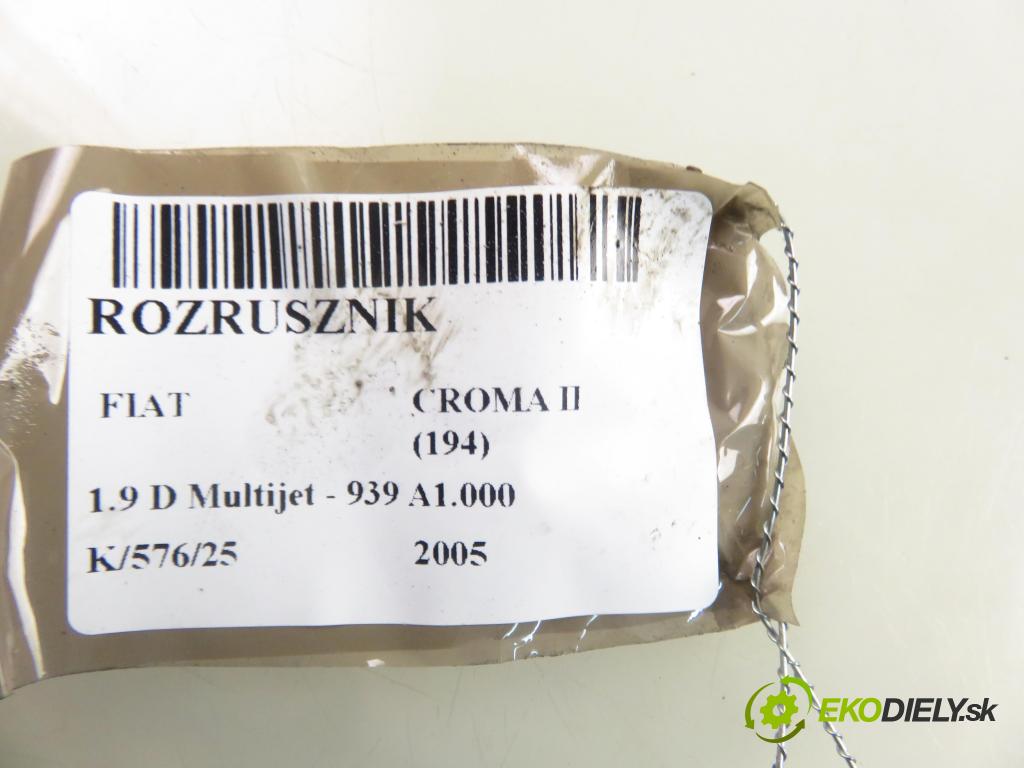 ROZRUSZNIK
FIAT CROMA II
(194)
1.9 D Multijet - 939 A1.000
K/576/25 2005
EKODIELY.sk